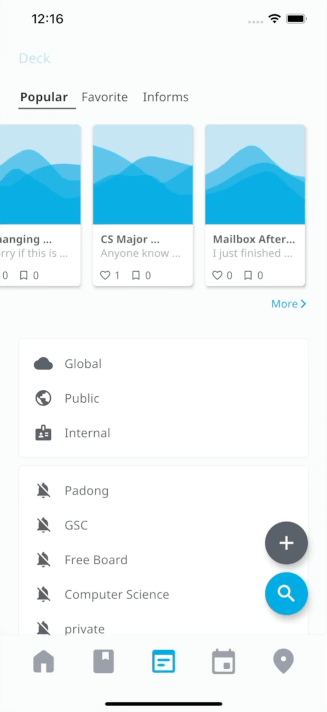 12:16
Deck
Popular Favorite Informs
hanging ... CS Major ... Mailbox After...
rry if this is ... Anyone know ... I just finished ...
0 0 1 0 0 0
More
Global
Public
Internal
Padong
GSC
Free Board
Computer Science
private